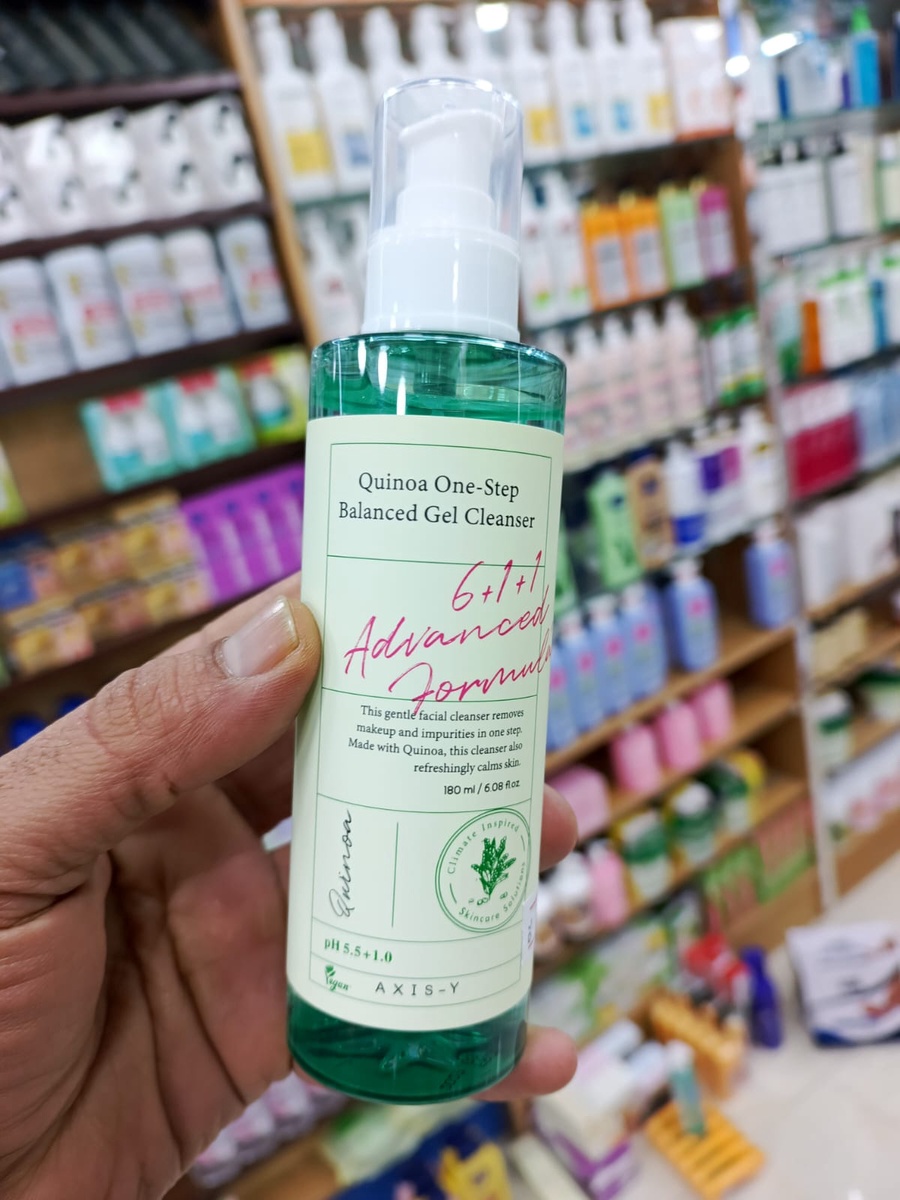 Quinoa One-Step
Balanced Gel Cleanser
6+1+1
Advanced
Formula
This gentle facial cleanser removes
makeup and impurities in one step.
Made with Quinoa, this cleanser also
refreshingly calms skin.
180 ml / 6.08 fl.oz
Quinoa
Climate Inspired
Skincare Solutions
pH 5.5+1.0
Vegan
AXIS-Y